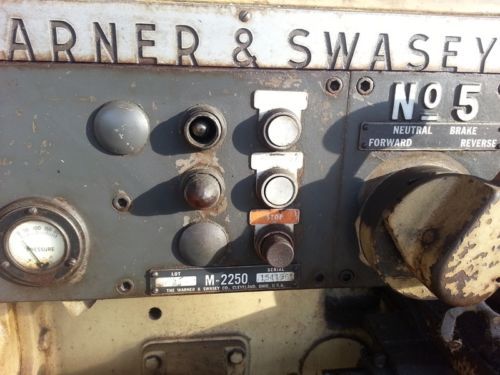 ARNER & SWASEY
No 5
NEUTRAL BRAKE
FORWARD REVERSE
STOP
PRESSURE
LOT SERIAL
M-2250
THE WARNER & SWASEY CO., CLEVELAND, OHIO, U.S.A.